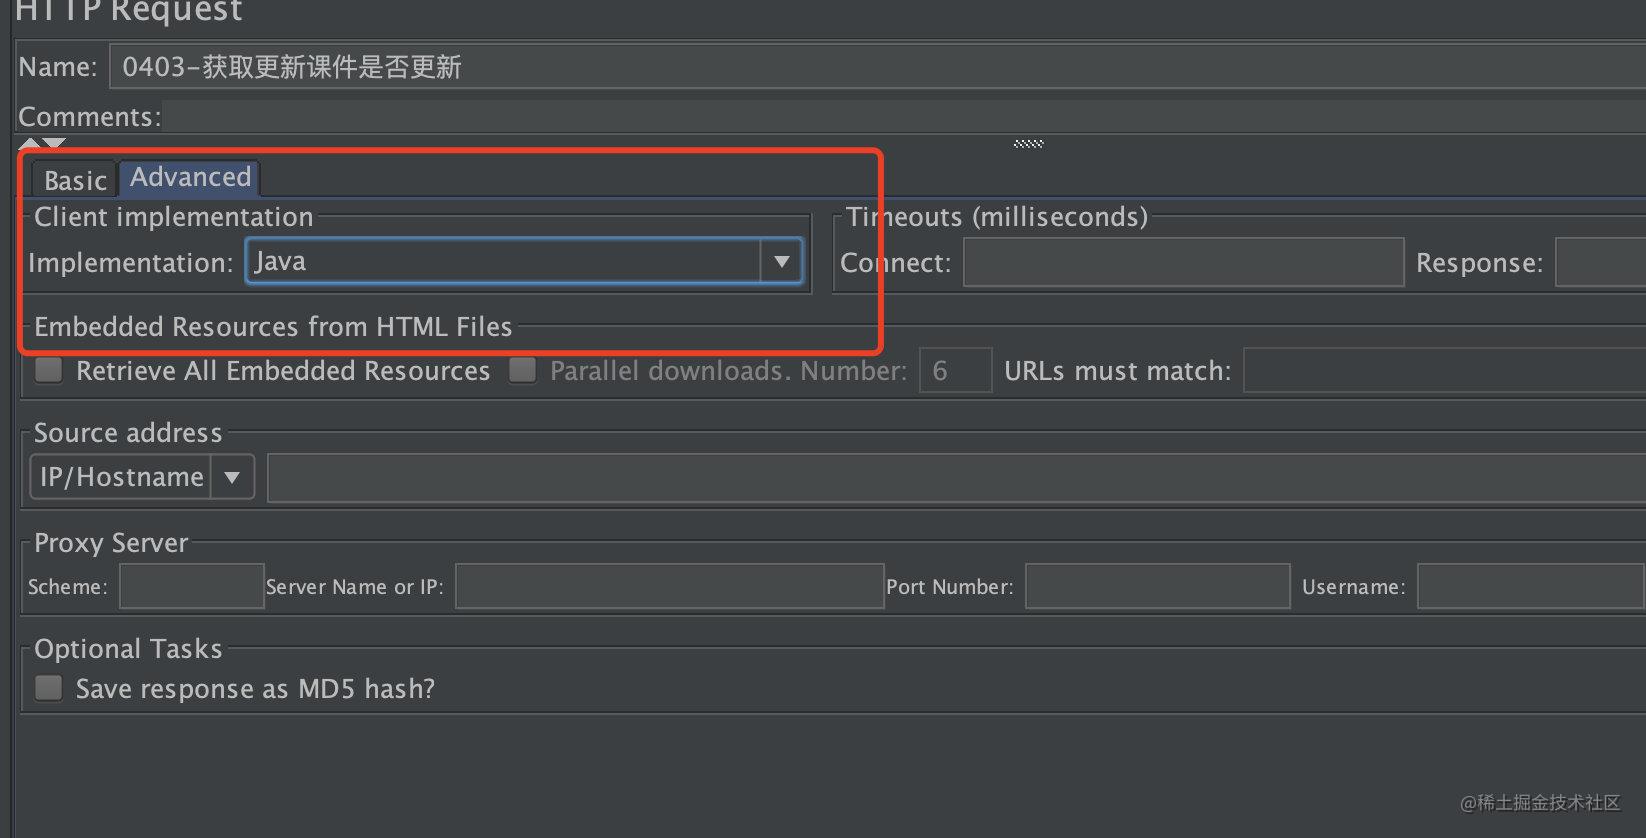 HTTP Request
Name: 0403-获取更新课件是否更新
Comments:
Basic Advanced
Client implementation Timeouts (milliseconds)
Implementation: Java Connect: Response:
Embedded Resources from HTML Files
Retrieve All Embedded Resources Parallel downloads. Number: 6 URLs must match:
Source address
IP/Hostname
Proxy Server
Scheme: Server Name or IP: Port Number: Username:
Optional Tasks
Save response as MD5 hash?
@稀土掘金技术社区